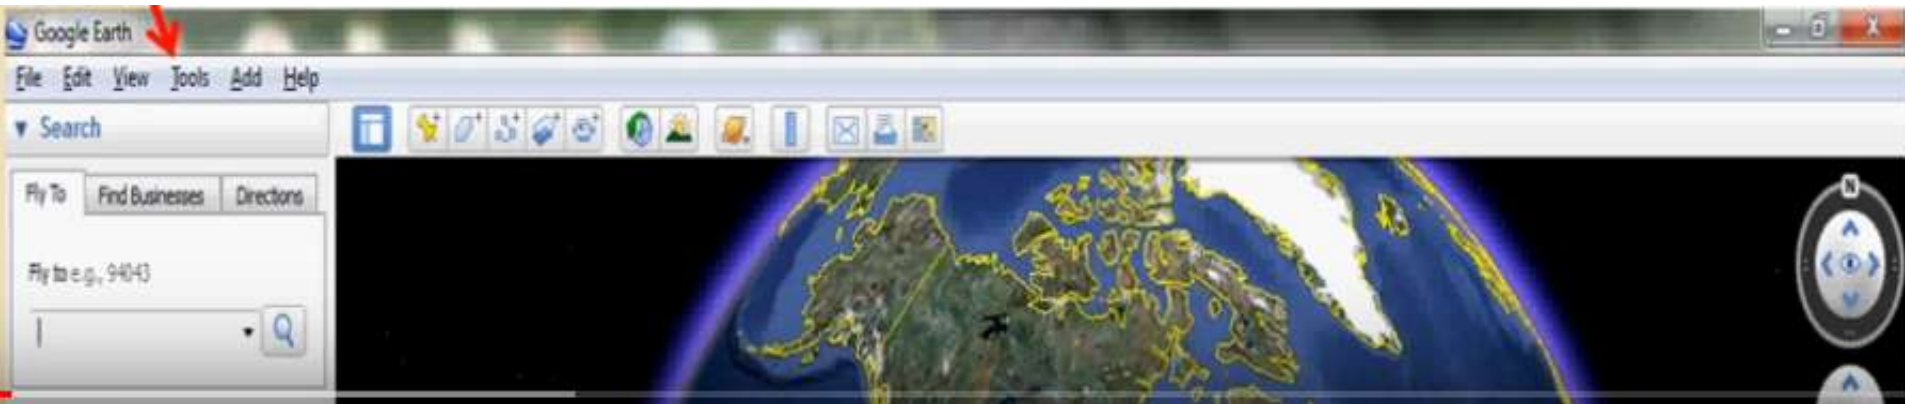 Google Earth
File Edit View Tools Add Help
Search
Fly To Find Businesses Directions
N
Fly to e.g., 94043